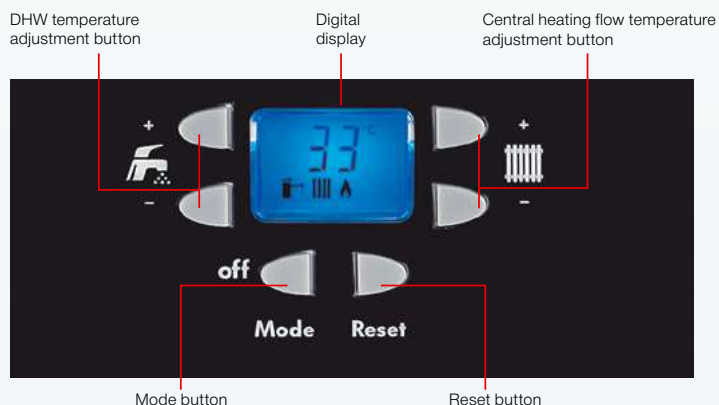 DHW temperature
adjustment button
Digital
display
Central heating flow temperature
adjustment button
+
+
33°C
-
-
off
Mode
Reset
Mode button
Reset button